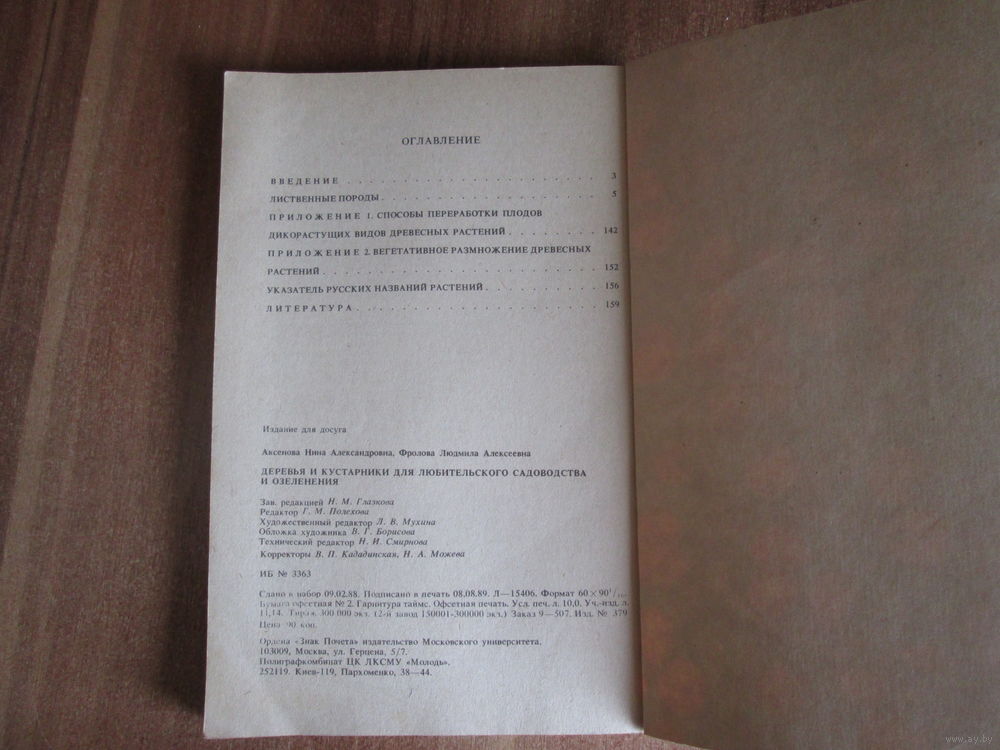 ОГЛАВЛЕНИЕ
ВВЕДЕНИЕ . . . . . . . . . . . . . . . . . . . . . . . 3
ЛИСТВЕННЫЕ ПОРОДЫ . . . . . . . . . . . . . . . . . . . . 5
ПРИЛОЖЕНИЕ 1. СПОСОБЫ ПЕРЕРАБОТКИ ПЛОДОВ
ДИКОРАСТУЩИХ ВИДОВ ДРЕВЕСНЫХ РАСТЕНИЙ . . . . . . . . 142
ПРИЛОЖЕНИЕ 2. ВЕГЕТАТИВНОЕ РАЗМНОЖЕНИЕ ДРЕВЕСНЫХ
РАСТЕНИЙ . . . . . . . . . . . . . . . . . . . . . . . . . 152
УКАЗАТЕЛЬ РУССКИХ НАЗВАНИЙ РАСТЕНИЙ . . . . . . . . . . 156
ЛИТЕРАТУРА . . . . . . . . . . . . . . . . . . . . . . 159
Издание для досуга
Аксенова Нина Александровна, Фролова Людмила Алексеевна
ДЕРЕВЬЯ И КУСТАРНИКИ ДЛЯ ЛЮБИТЕЛЬСКОГО САДОВОДСТВА
И ОЗЕЛЕНЕНИЯ
Зав. редакцией Н. М. Глазкова
Редактор Г. М. Полехова
Художественный редактор Л. В. Мухина
Обложка художника В. Г. Борисова
Технический редактор Н. И. Смирнова
Корректоры В. П. Кададинская, Н. А. Можева
ИБ № 3363
Сдано в набор 09.02.88. Подписано в печать 08.08.89. Л—15406. Формат 60×90 1/16.
Бумага офсетная № 2. Гарнитура таймс. Офсетная печать. Усл. печ. л. 10,0. Уч.-изд. л.
11,14. Тираж 300 000 экз. (2-й завод 150001-300000 экз.) Заказ 9—507. Изд. № 379
Цена 90 коп.
Ордена «Знак Почета» издательство Московского университета.
103009, Москва, ул. Герцена, 5/7.
Полиграфкомбинат ЦК ЛКСМУ «Молодь».
252119. Киев-119, Пархоменко, 38—44.
www.ay.by